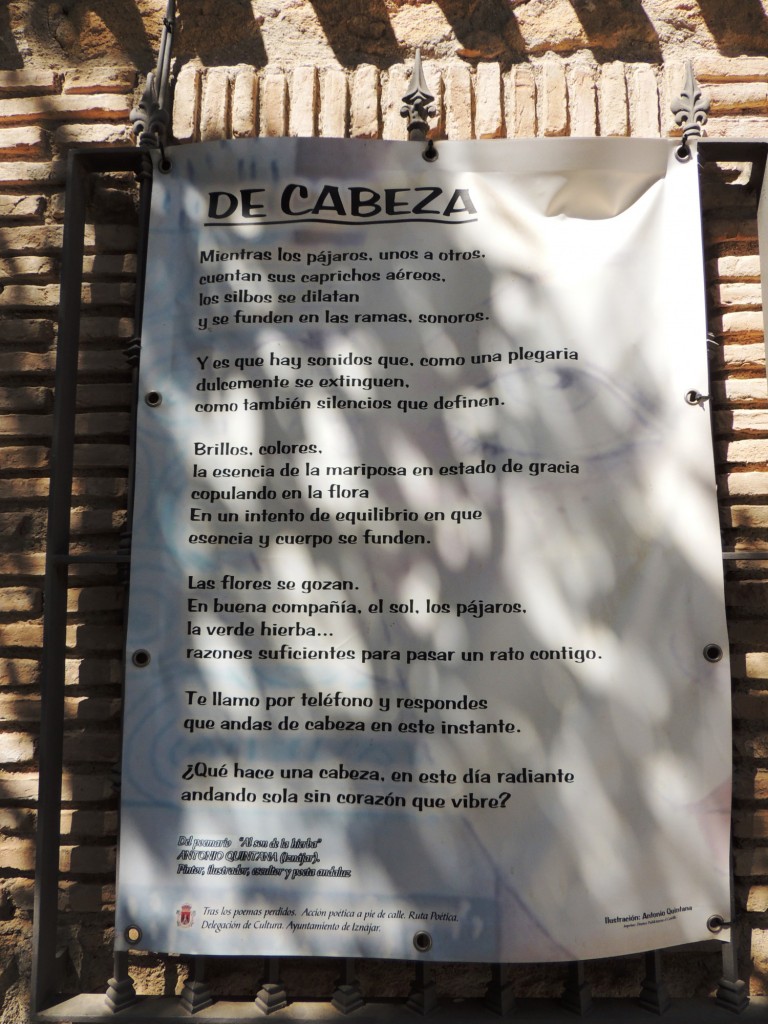 DE CABEZA
Mientras los pájaros, unos a otros.
cuentan sus caprichos aéreos,
los silbos se dilatan
y se funden en las ramas, sonoros.
Y es que hay sonidos que, como una plegaria
dulcemente se extinguen,
como también silencios que definen.
Brillos, colores,
la esencia de la mariposa en estado de gracia
copulando en la flora
En un intento de equilibrio en que
esencia y cuerpo se funden.
Las flores se gozan.
En buena compañía, el sol, los pájaros,
la verde hierba...
razones suficientes para pasar un rato contigo.
Te llamo por teléfono y respondes
que andas de cabeza en este instante.
¿Qué hace una cabeza, en este día radiante
andando sola sin corazón que vibre?
Del poemario "Al son de la hierba"
ANTONIO QUINTANA (Iznájar).
Pintor, ilustrador, escultor y poeta andaluz
Tras los poemas perdidos. Acción poética a pie de calle. Ruta Poética.
Delegación de Cultura. Ayuntamiento de Iznájar.
Ilustración: Antonio Quintana